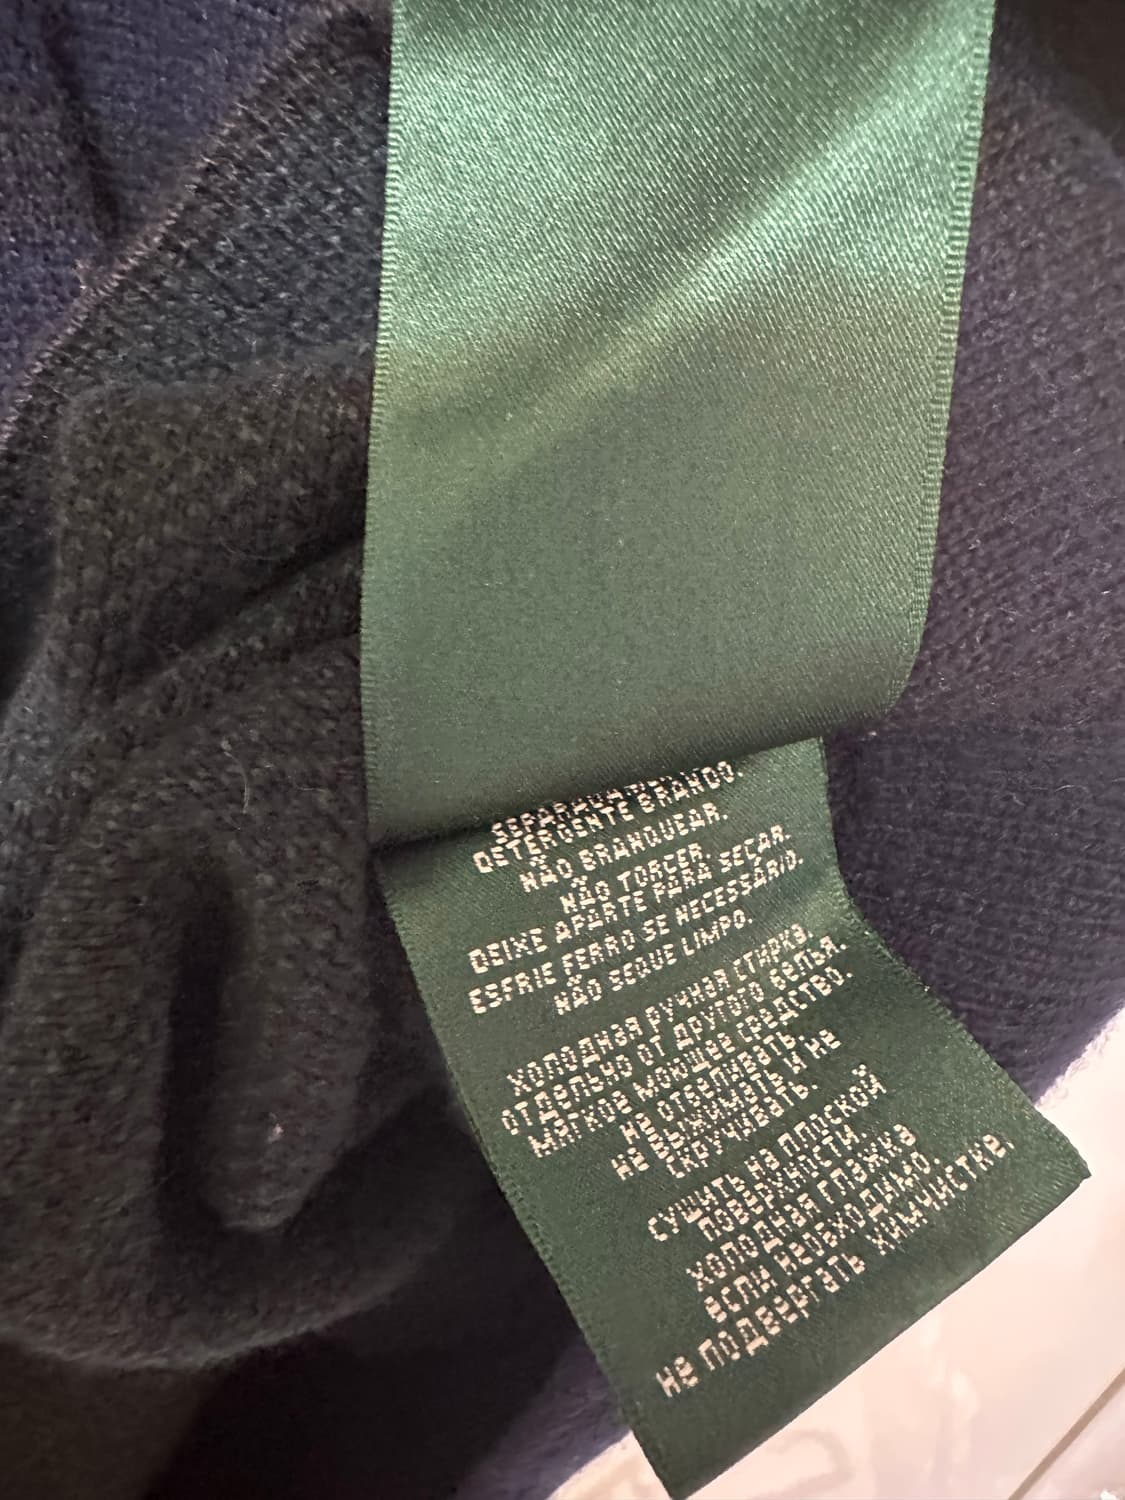 SEPARADAMEN
DETERGENTE BRANDO.
NÃO BRANQUEAR.
NÃO TORCER
DEIXE APARTE PARA SECAR.
ESFRIE FERRO SE NECESSÁRIO.
NÃO SEQUE LIMPO.
ХОЛОДНАЯ РУЧНАЯ СТИРКА.
ОТДЕЛЬНО ОТ ДРУГОГО БЕЛЬЯ.
МЯГКОЕ МОЮЩЕЕ СРЕДСТВО.
НЕ ОТБЕЛИВАТЬ
НЕ ВЫЖИМАТЬ И НЕ
СКРУЧИВАТЬ.
СУШИТЬ НА ПЛОСКОЙ
ПОВЕРХНОСТИ.
ХОЛОДНАЯ ГЛАЖКА
ЕСЛИ НЕОБХОДИМО.
НЕ ПОДВЕРГАТЬ ХИМЧИСТКЕ.